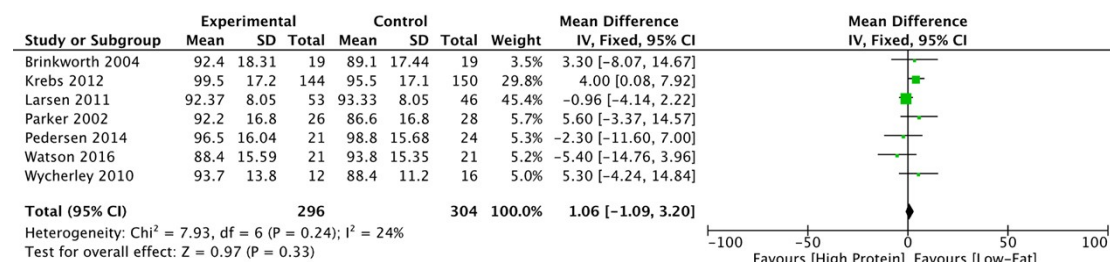 Experimental Control Mean Difference Mean Difference
Study or Subgroup Mean SD Total Mean SD Total Weight IV, Fixed, 95% CI IV, Fixed, 95% CI
Brinkworth 2004 92.4 18.31 19 89.1 17.44 19 3.5% 3.30 [-8.07, 14.67]
Krebs 2012 99.5 17.2 144 95.5 17.1 150 29.8% 4.00 [0.08, 7.92]
Larsen 2011 92.37 8.05 53 93.33 8.05 46 45.4% -0.96 [-4.14, 2.22]
Parker 2002 92.2 16.8 26 86.6 16.8 28 5.7% 5.60 [-3.37, 14.57]
Pedersen 2014 96.5 16.04 21 98.8 15.68 24 5.3% -2.30 [-11.60, 7.00]
Watson 2016 88.4 15.59 21 93.8 15.35 21 5.2% -5.40 [-14.76, 3.96]
Wycherley 2010 93.7 13.8 12 88.4 11.2 16 5.0% 5.30 [-4.24, 14.84]
Total (95% CI) 296 304 100.0% 1.06 [-1.09, 3.20]
Heterogeneity: Chi² = 7.93, df = 6 (P = 0.24); I² = 24%
Test for overall effect: Z = 0.97 (P = 0.33)
-100 -50 0 50 100
Favours [High Protein] Favours [Low-Fat]